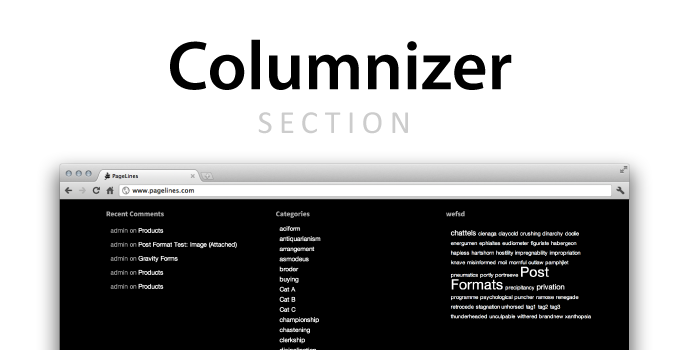 Columnizer
SECTION
PageLines
www.pagelines.com
Recent Comments
admin on Products
admin on Post Format Test: Image (Attached)
admin on Gravity Forms
admin on Products
admin on Products
Categories
aciform
antiquarianism
arrangement
asmodeus
broder
buying
Cat A
Cat B
Cat C
championship
chastening
clerkship
wefsd
chattels cienaga claycold crushing dinarchy doolie
energumen ephialtes eudiometer figuriste habergeon
hapless hartshorn hostility impregnability impropriation
knave misinformed moil mornful outlaw pamphjlet
pneumatics portly portreeve Post
Formats precipitancy privation
programme psychological puncher ramose renegade
retrocede stagnation unhorsed tag1 tag2 tag3
thunderheaded unculpable withered brandnew xanthopsia